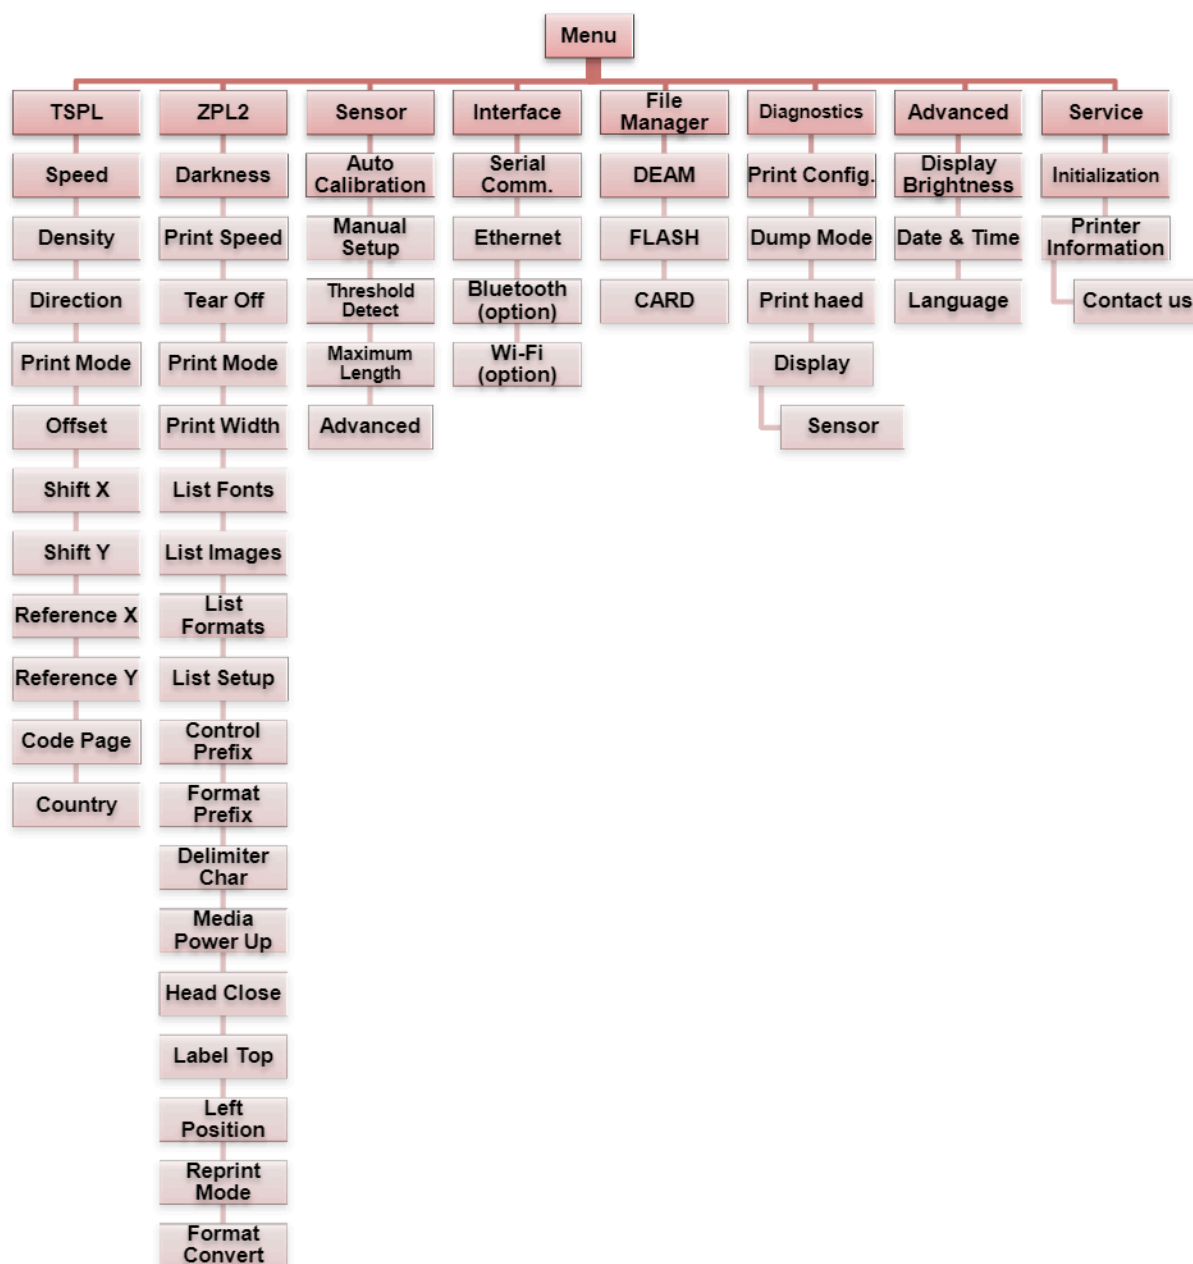 Menu
TSPL
ZPL2
Sensor
Interface
File
Manager
Diagnostics
Advanced
Service
Speed
Darkness
Auto
Calibration
Serial
Comm.
DEAM
Print Config.
Display
Brightness
Initialization
Density
Print Speed
Manual
Setup
Ethernet
FLASH
Dump Mode
Date & Time
Printer
Information
Direction
Tear Off
Threshold
Detect
Bluetooth
(option)
CARD
Print haed
Language
Contact us
Print Mode
Print Mode
Maximum
Length
Wi-Fi
(option)
Display
Offset
Print Width
Advanced
Sensor
Shift X
List Fonts
Shift Y
List Images
Reference X
List
Formats
Reference Y
List Setup
Code Page
Control
Prefix
Country
Format
Prefix
Delimiter
Char
Media
Power Up
Head Close
Label Top
Left
Position
Reprint
Mode
Format
Convert